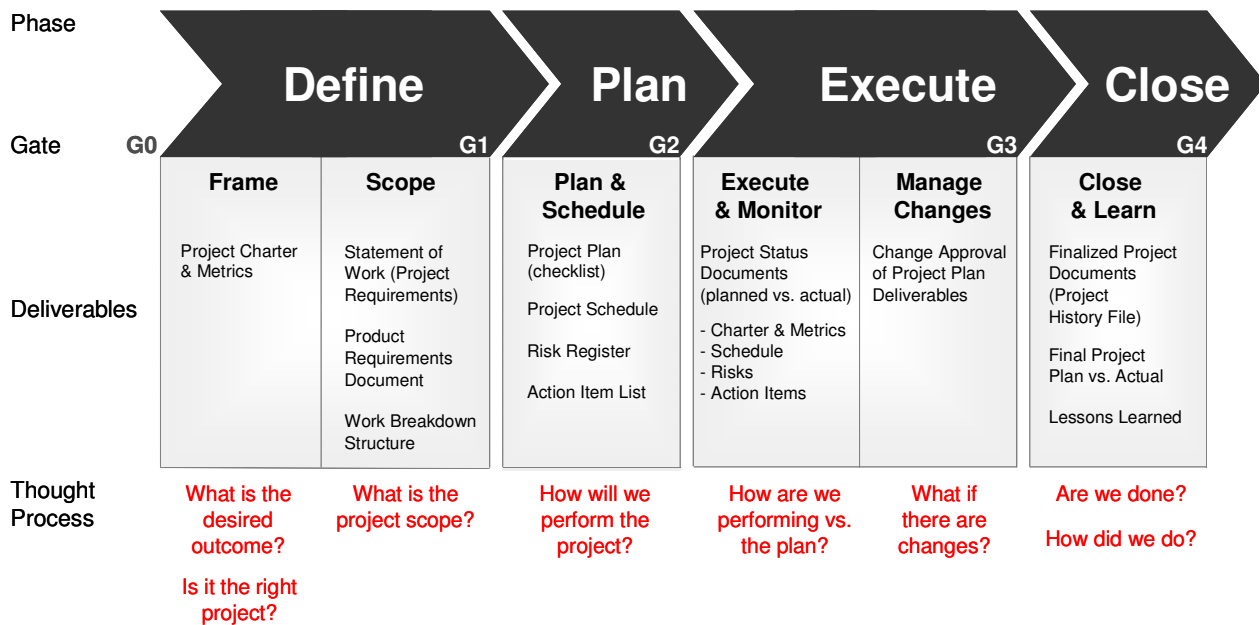 Phase
Define
Plan
Execute
Close
Gate
G0
G1
G2
G3
G4
Deliverables
Frame
Project Charter
& Metrics
Scope
Statement of
Work (Project
Requirements)
Product
Requirements
Document
Work Breakdown
Structure
Plan &
Schedule
Project Plan
(checklist)
Project Schedule
Risk Register
Action Item List
Execute
& Monitor
Project Status
Documents
(planned vs. actual)
- Charter & Metrics
- Schedule
- Risks
- Action Items
Manage
Changes
Change Approval
of Project Plan
Deliverables
Close
& Learn
Finalized Project
Documents
(Project
History File)
Final Project
Plan vs. Actual
Lessons Learned
Thought
Process
What is the
desired
outcome?
Is it the right
project?
What is the
project scope?
How will we
perform the
project?
How are we
performing vs.
the plan?
What if
there are
changes?
Are we done?
How did we do?